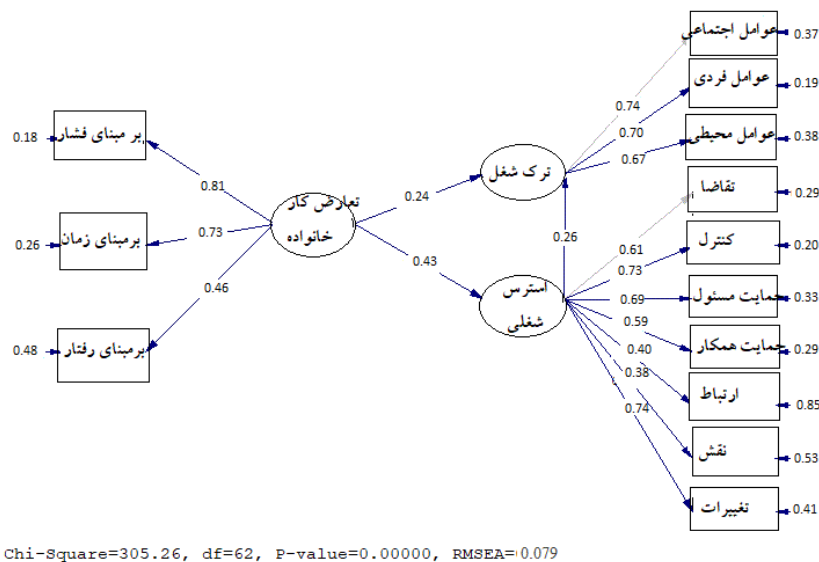 عوامل اجتماعی
0.37
عوامل فردی
0.19
عوامل محیطی
0.38
0.74
0.70
0.67
بر مبنای فشار
0.18
ترک شغل
تقاضا
0.29
0.81
0.24
تعارض کار
خانواده
برمبنای زمان
0.26
0.73
0.26
0.61
کنترل
0.20
0.43
0.73
استرس
شغلی
حمایت مسئول
0.33
0.69
0.46
0.59
حمایت همکار
0.29
برمبنای رفتار
0.48
0.40
0.38
ارتباط
0.85
0.74
نقش
0.53
تغییرات
0.41
Chi-Square=305.26, df=62, P-value=0.00000, RMSEA=0.079